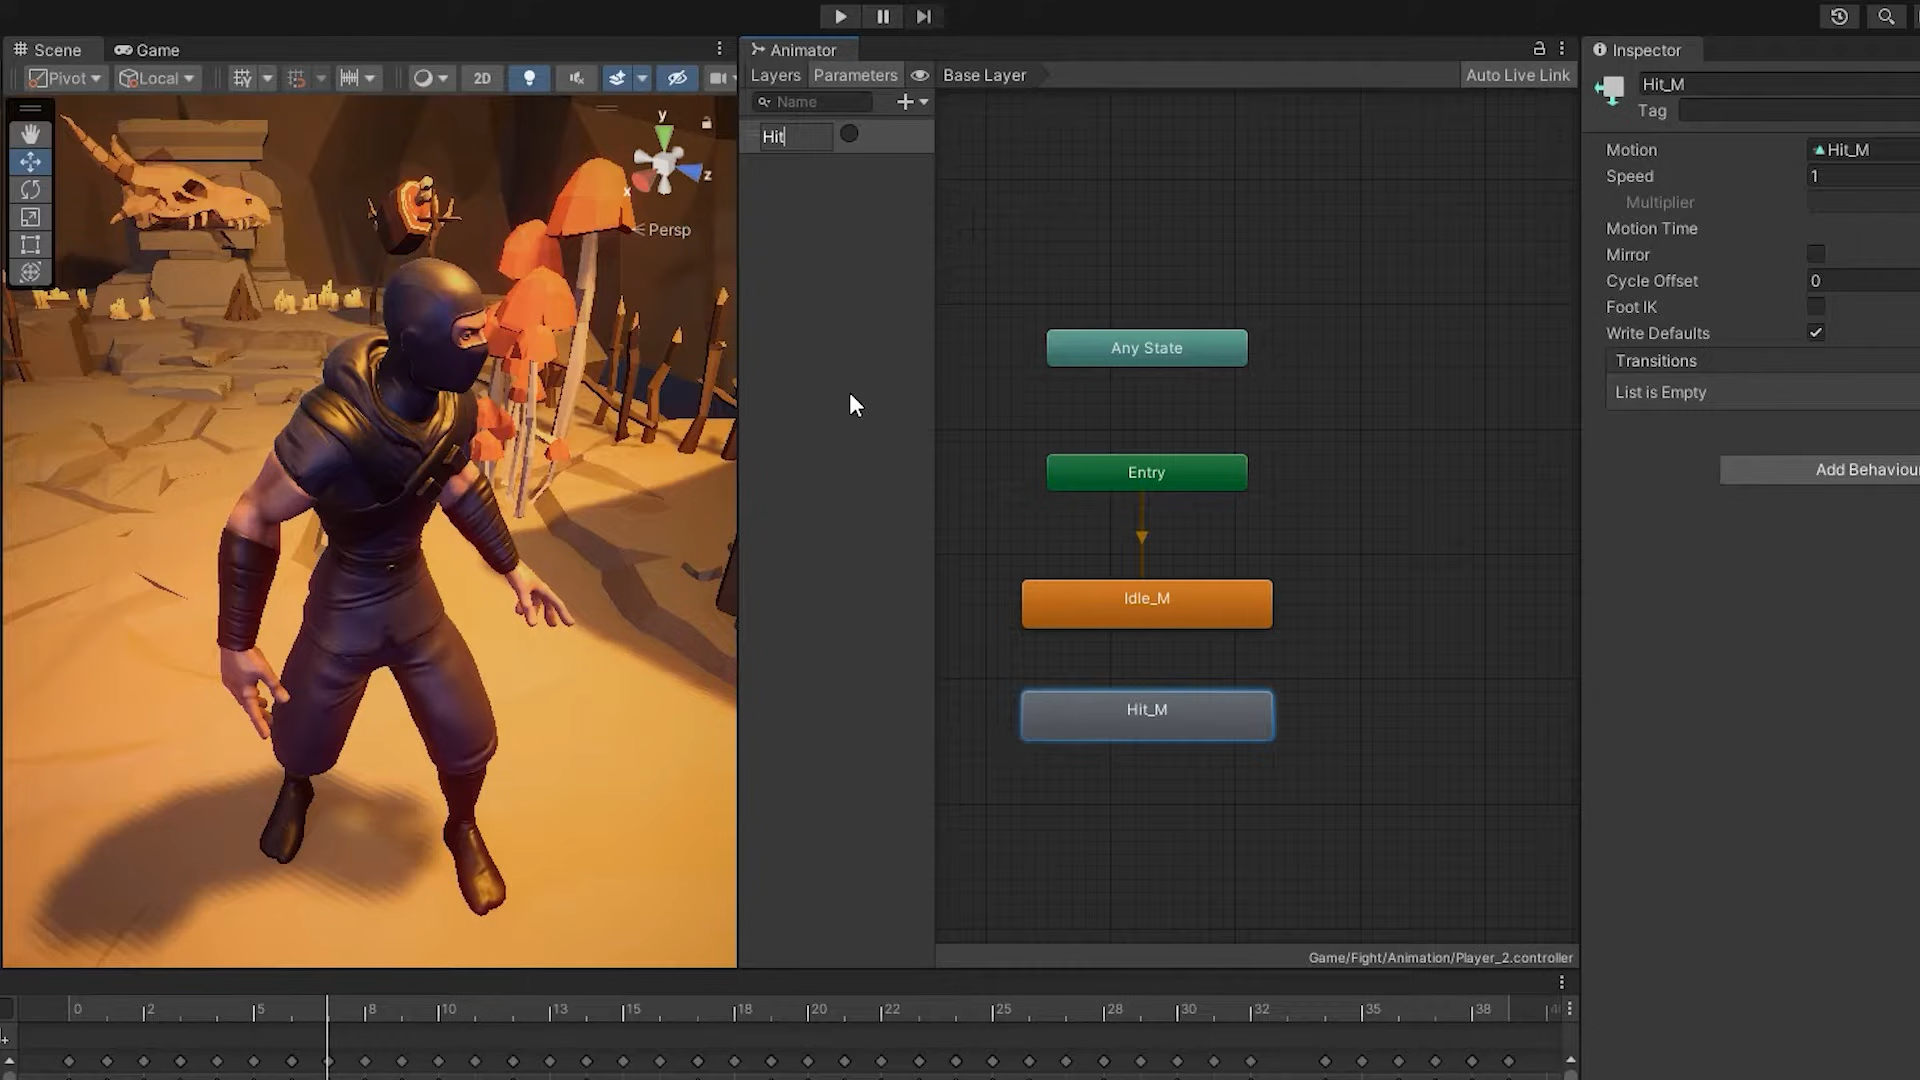 Scene
Game
Pivot
Local
2D
y
z
x
Persp
Animator
Layers
Parameters
Base Layer
Auto Live Link
Name
Hit
Any State
Entry
Idle_M
Hit_M
Game/Fight/Animation/Player_2.controller
Inspector
Hit_M
Tag
Motion
Hit_M
Speed
1
Multiplier
Motion Time
Mirror
Cycle Offset
0
Foot IK
Write Defaults
Transitions
List is Empty
Add Behaviou
0 2 5 8 10 13 15 18 20 22 25 28 30 32 35 38